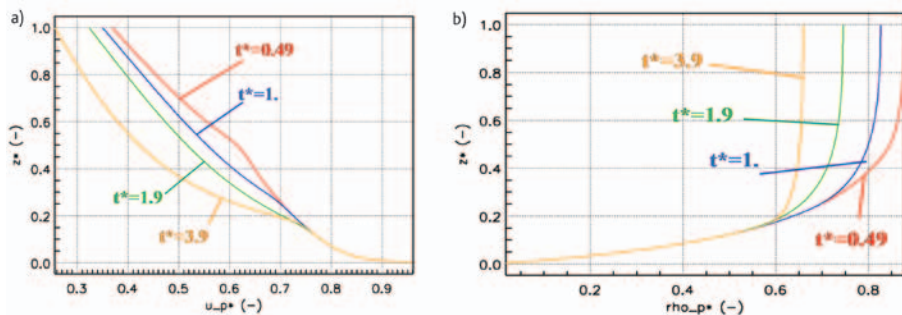 a)
z* (-)
1.0
0.8
0.6
0.4
0.2
0.0
t*=0.49
t*=1.
t*=1.9
t*=3.9
0.3 0.4 0.5 0.6 0.7 0.8 0.9
u_p* (-)
b)
z* (-)
1.0
0.8
0.6
0.4
0.2
0.0
t*=3.9
t*=1.9
t*=1.
t*=0.49
0.2 0.4 0.6 0.8
rho_p* (-)